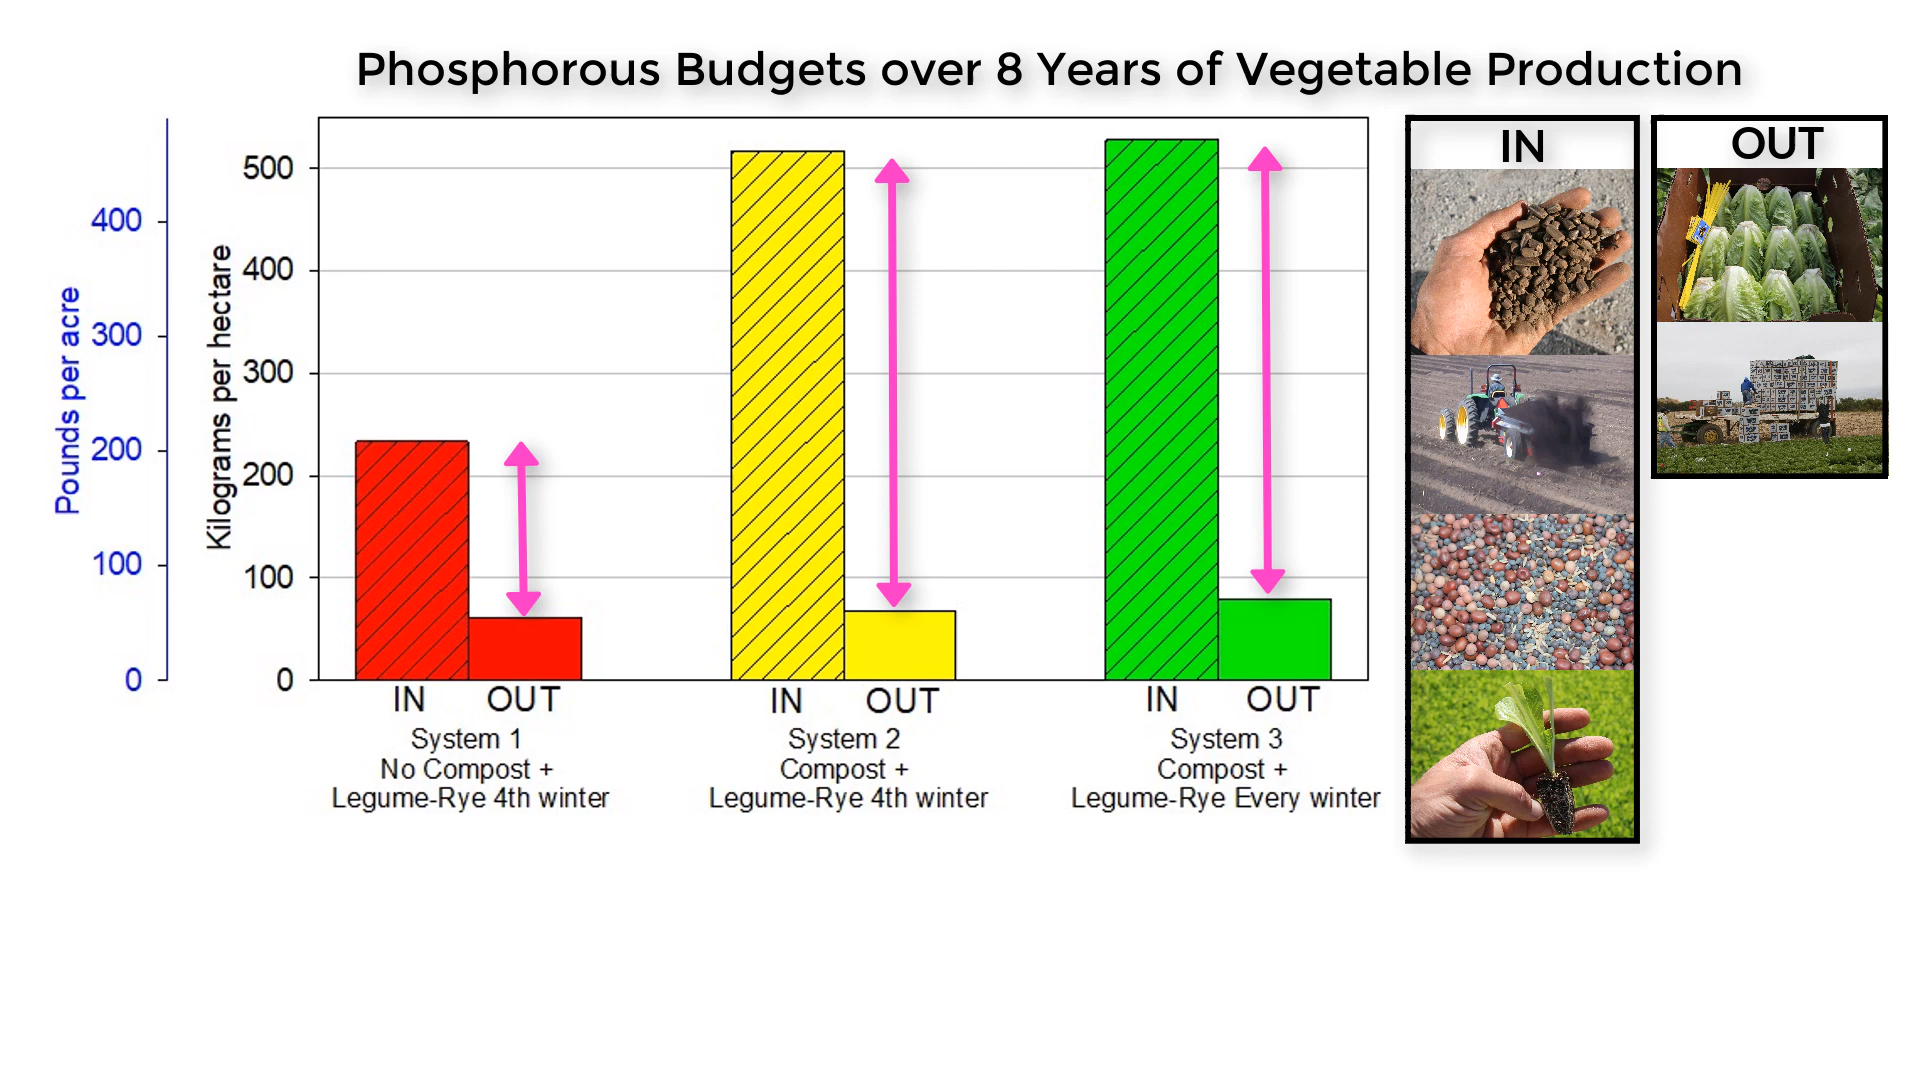 Phosphorous Budgets over 8 Years of Vegetable Production
Pounds per acre
400
300
200
100
0
Kilograms per hectare
500
400
300
200
100
0
IN OUT
System 1
No Compost +
Legume-Rye 4th winter
IN OUT
System 2
Compost +
Legume-Rye 4th winter
IN OUT
System 3
Compost +
Legume-Rye Every winter
IN
OUT